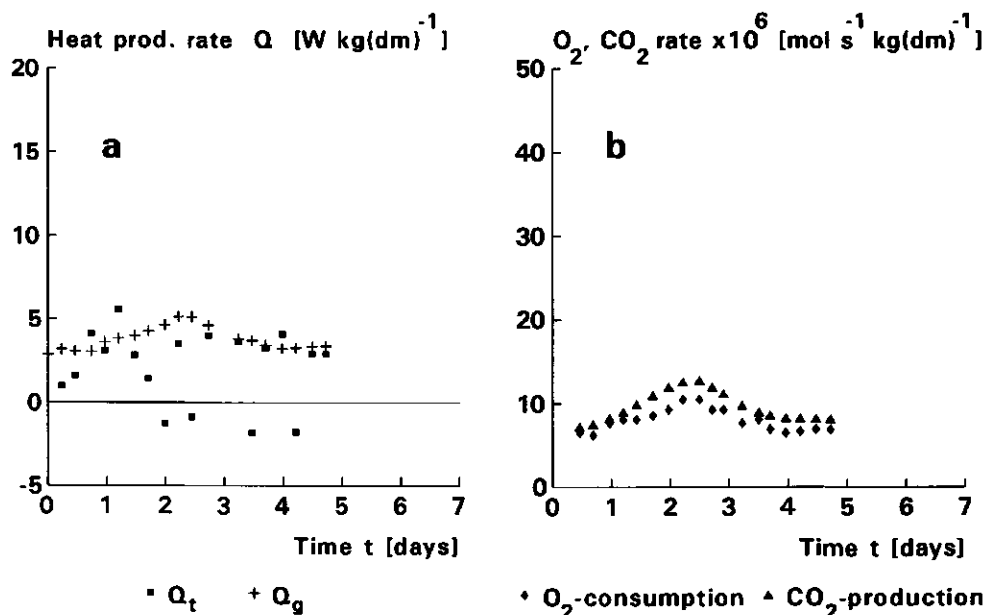 Heat prod. rate Q [W kg(dm)⁻¹]
20
15
10
5
0
-5
a
0 1 2 3 4 5 6 7
Time t [days]
■ Qₜ + Q_g
O₂, CO₂ rate x10⁶ [mol s⁻¹ kg(dm)⁻¹]
50
40
30
20
10
0
b
0 1 2 3 4 5 6 7
Time t [days]
♦ O₂-consumption ▲ CO₂-production